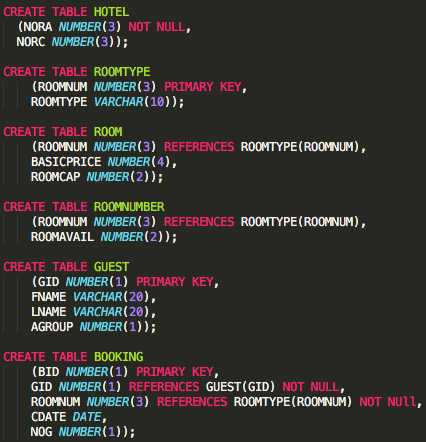 CREATE TABLE HOTEL
(NORA NUMBER(3) NOT NULL,
NORC NUMBER(3));
CREATE TABLE ROOMTYPE
(ROOMNUM NUMBER(3) PRIMARY KEY,
ROOMTYPE VARCHAR(10));
CREATE TABLE ROOM
(ROOMNUM NUMBER(3) REFERENCES ROOMTYPE(ROOMNUM),
BASICPRICE NUMBER(4),
ROOMCAP NUMBER(2));
CREATE TABLE ROOMNUMBER
(ROOMNUM NUMBER(3) REFERENCES ROOMTYPE(ROOMNUM),
ROOMAVAIL NUMBER(2));
CREATE TABLE GUEST
(GID NUMBER(1) PRIMARY KEY,
FNAME VARCHAR(20),
LNAME VARCHAR(20),
AGROUP NUMBER(1));
CREATE TABLE BOOKING
(BID NUMBER(1) PRIMARY KEY,
GID NUMBER(1) REFERENCES GUEST(GID) NOT NULL,
ROOMNUM NUMBER(3) REFERENCES ROOMTYPE(ROOMNUM) NOT NUll,
CDATE DATE,
NOG NUMBER(1));